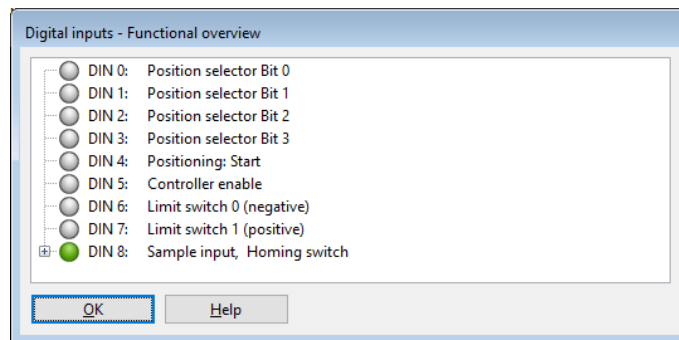 Digital inputs - Functional overview
DIN 0: Position selector Bit 0
DIN 1: Position selector Bit 1
DIN 2: Position selector Bit 2
DIN 3: Position selector Bit 3
DIN 4: Positioning: Start
DIN 5: Controller enable
DIN 6: Limit switch 0 (negative)
DIN 7: Limit switch 1 (positive)
DIN 8: Sample input, Homing switch
OK Help